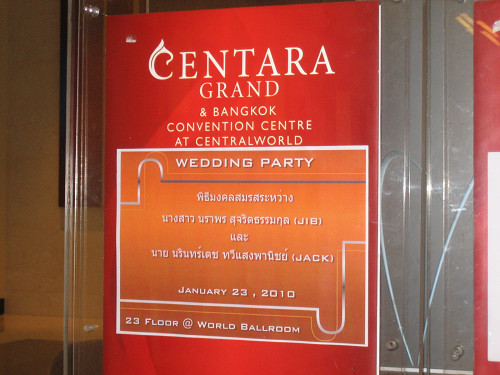 CENTARA
GRAND
& BANGKOK
CONVENTION CENTRE
AT CENTRALWORLD
WEDDING PARTY
พิธีมงคลสมรสระหว่าง
นางสาว นราพร สุจริตธรรมกุล (JIB)
และ
นาย นรินทร์เดช ทวีแสงพานิชย์ (JACK)
JANUARY 23 , 2010
23 FLOOR @ WORLD BALLROOM